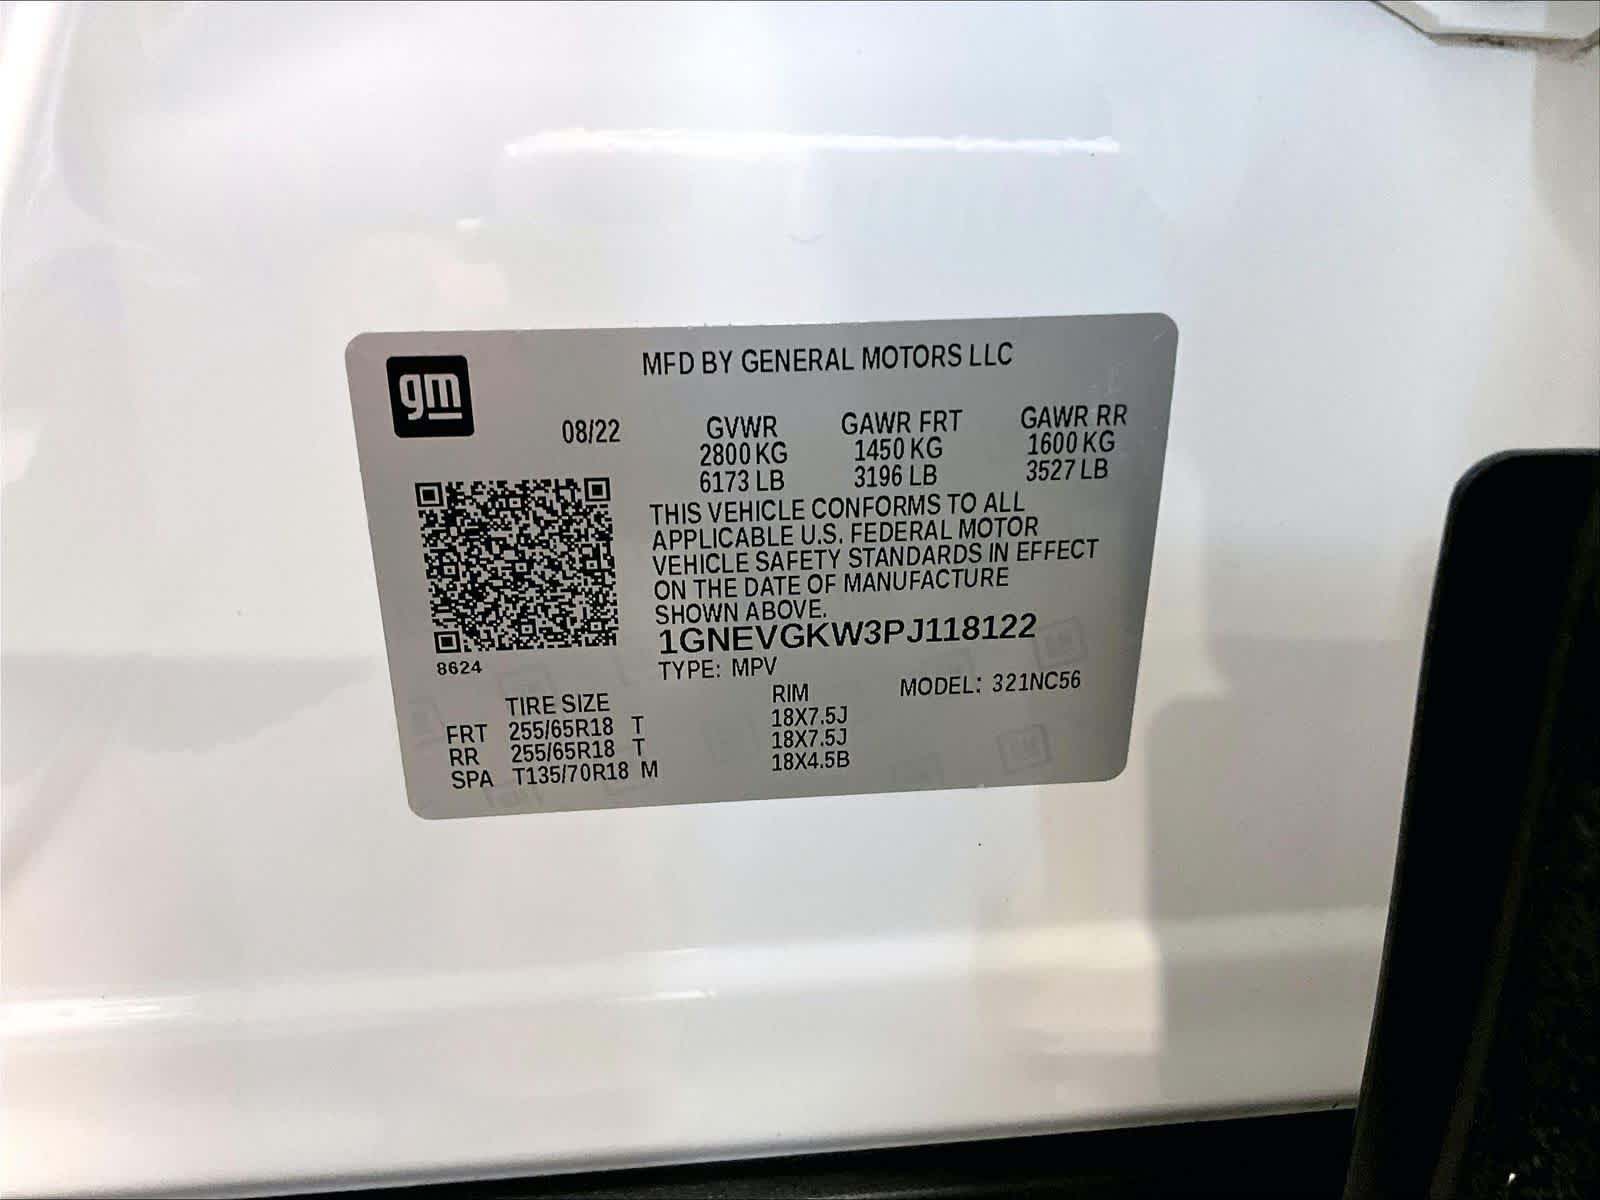 gm
MFD BY GENERAL MOTORS LLC
08/22 GVWR GAWR FRT GAWR RR
2800 KG 1450 KG 1600 KG
6173 LB 3196 LB 3527 LB
THIS VEHICLE CONFORMS TO ALL
APPLICABLE U.S. FEDERAL MOTOR
VEHICLE SAFETY STANDARDS IN EFFECT
ON THE DATE OF MANUFACTURE
SHOWN ABOVE.
1GNEVGKW3PJ118122
8624
TYPE: MPV
MODEL: 321NC56
TIRE SIZE RIM
FRT 255/65R18 T 18X7.5J
RR 255/65R18 T 18X7.5J
SPA T135/70R18 M 18X4.5B